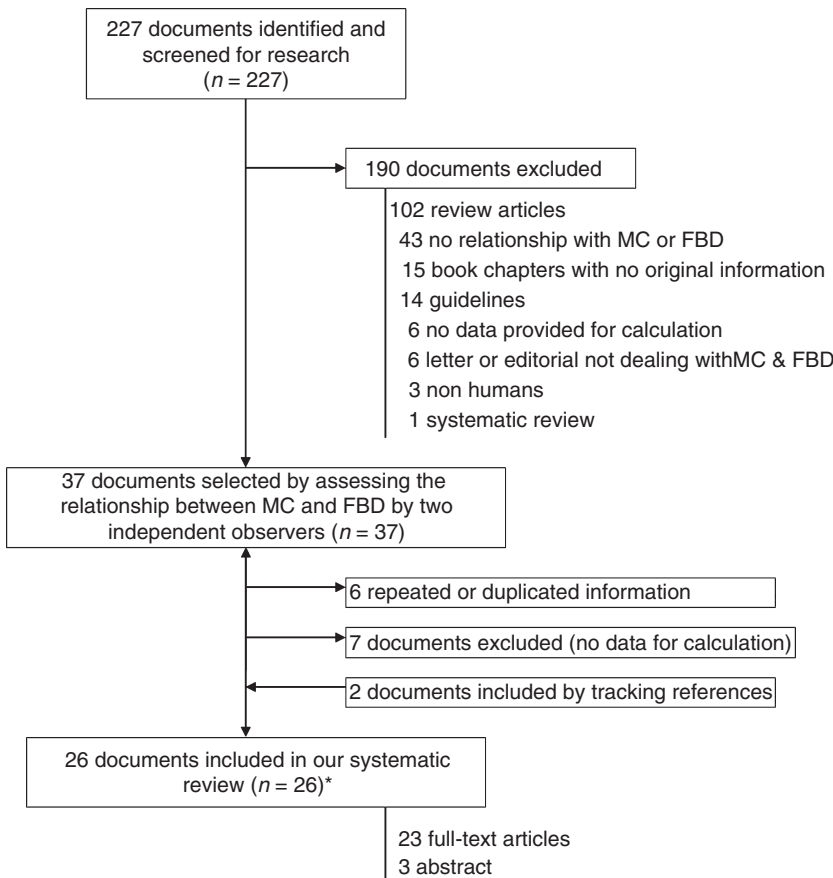 227 documents identified and
screened for research
(n = 227)
190 documents excluded
102 review articles
43 no relationship with MC or FBD
15 book chapters with no original information
14 guidelines
6 no data provided for calculation
6 letter or editorial not dealing withMC & FBD
3 non humans
1 systematic review
37 documents selected by assessing the
relationship between MC and FBD by two
independent observers (n = 37)
6 repeated or duplicated information
7 documents excluded (no data for calculation)
2 documents included by tracking references
26 documents included in our systematic
review (n = 26)*
23 full-text articles
3 abstract